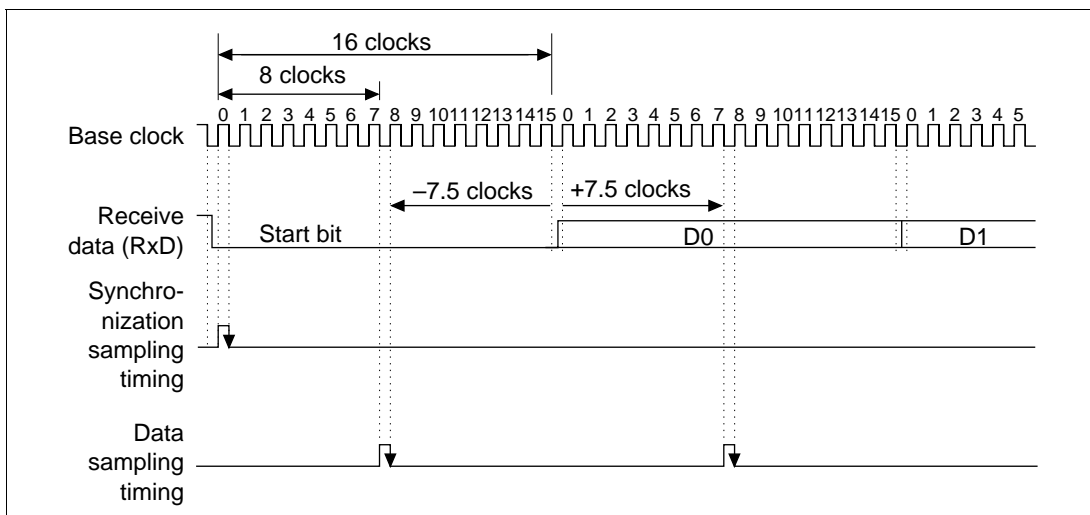 16 clocks
8 clocks
0 1 2 3 4 5 6 7 8 9 10 11 12 13 14 15 0 1 2 3 4 5 6 7 8 9 10 11 12 13 14 15 0 1 2 3 4 5
Base clock
–7.5 clocks +7.5 clocks
Receive
data (RxD)
Start bit D0 D1
Synchro-
nization
sampling
timing
Data
sampling
timing